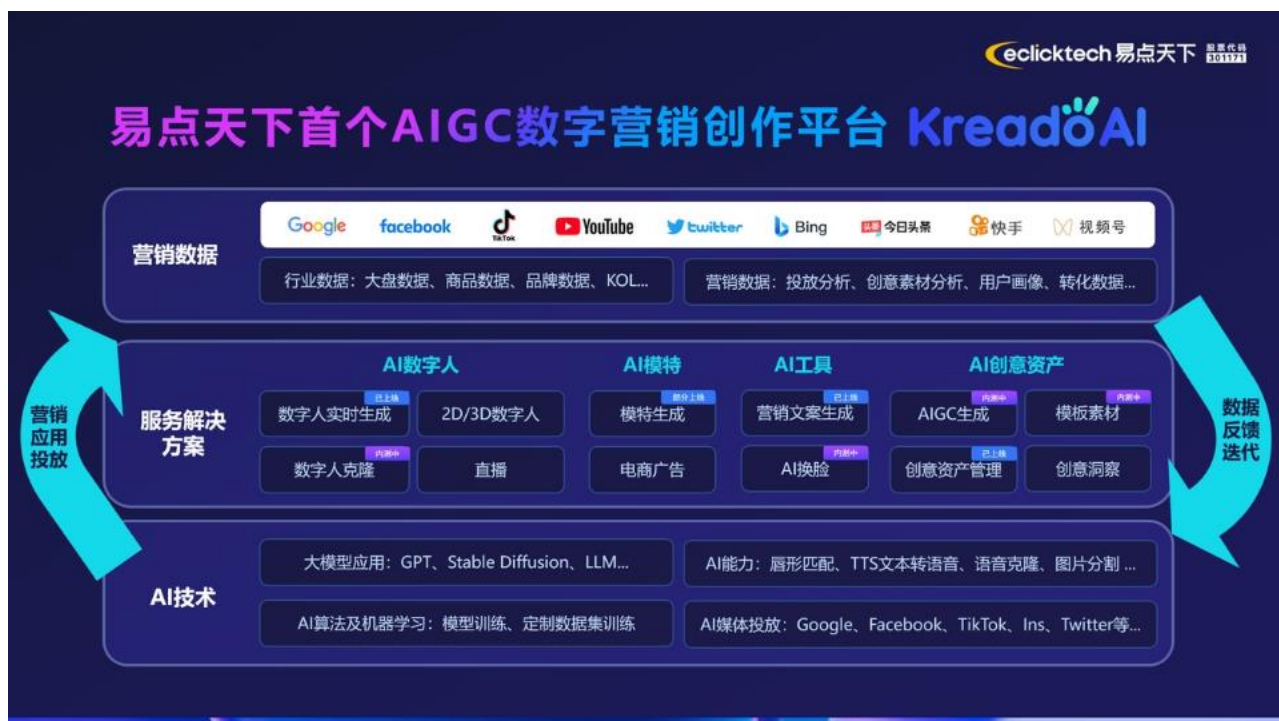 eclicktech 易点天下 股票代码 301171
易点天下首个AIGC数字营销创作平台 KreadoAI
营销数据
Google facebook TikTok YouTube twitter Bing 头条 今日头条 快手 视频号
行业数据：大盘数据、商品数据、品牌数据、KOL...
营销数据：投放分析、创意素材分析、用户画像、转化数据...
营销
应用
投放
服务解决
方案
AI数字人 AI模特 AI工具 AI创意资产
已上线 部分上线 已上线 内测中 内测中
数字人实时生成 2D/3D数字人 模特生成 营销文案生成 AIGC生成 模板素材
内测中 内测中 已上线
数字人克隆 直播 电商广告 AI换脸 创意资产管理 创意洞察
数据
反馈
迭代
AI技术
大模型应用：GPT、Stable Diffusion、LLM...
AI能力：唇形匹配、TTS文本转语音、语音克隆、图片分割 ...
AI算法及机器学习：模型训练、定制数据集训练
AI媒体投放：Google、Facebook、TikTok、Ins、Twitter等...